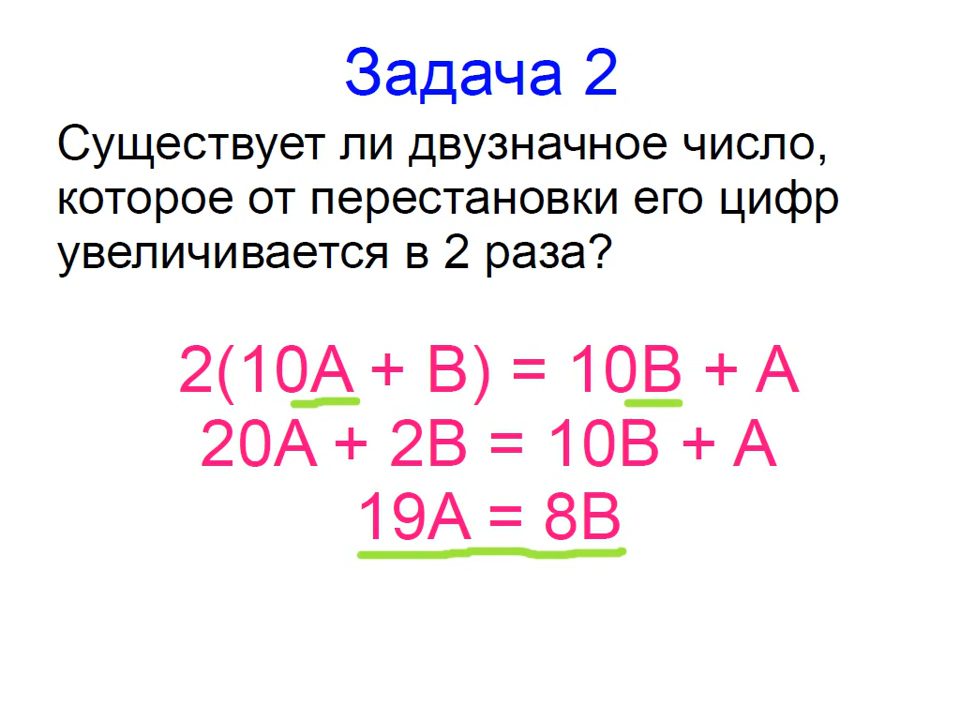 Задача 2
Существует ли двузначное число,
которое от перестановки его цифр
увеличивается в 2 раза?
2(10A + B) = 10B + A
20A + 2B = 10B + A
19A = 8B